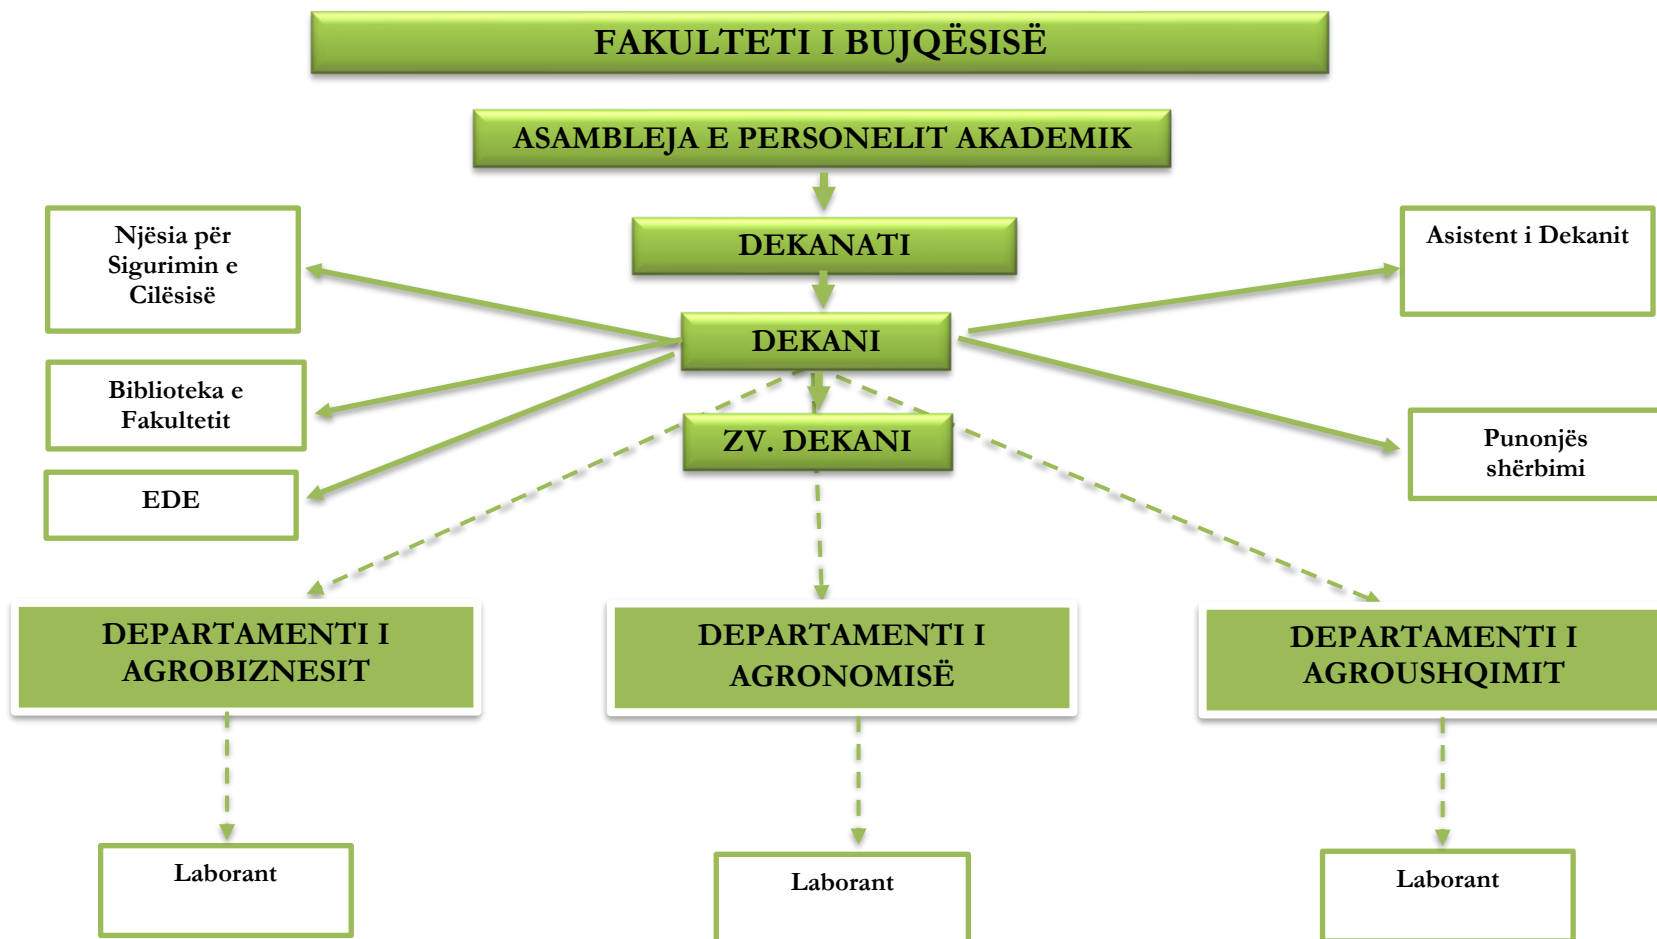 FAKULTETI I BUJQËSISË
ASAMBLEJA E PERSONELIT AKADEMIK
DEKANATI
DEKANI
ZV. DEKANI
Njësia për
Sigurimin e
Cilësisë
Biblioteka e
Fakultetit
EDE
Asistent i Dekanit
Punonjës
shërbimi
DEPARTAMENTI I
AGROBIZNESIT
DEPARTAMENTI I
AGRONOMISË
DEPARTAMENTI I
AGROUSHQIMIT
Laborant
Laborant
Laborant